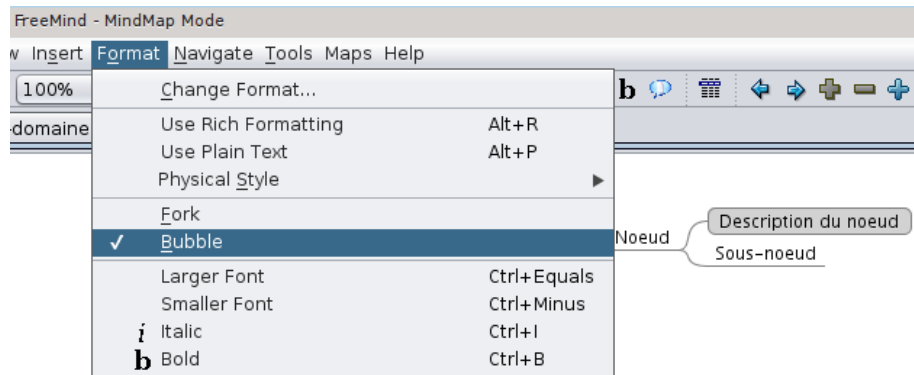 FreeMind - MindMap Mode
w Insert Format Navigate Tools Maps Help
100%
b
-domaine
Change Format...
Use Rich Formatting Alt+R
Use Plain Text Alt+P
Physical Style
Fork
✓ Bubble
Larger Font Ctrl+Equals
Smaller Font Ctrl+Minus
i Italic Ctrl+I
b Bold Ctrl+B
Noeud
Description du noeud
Sous-noeud